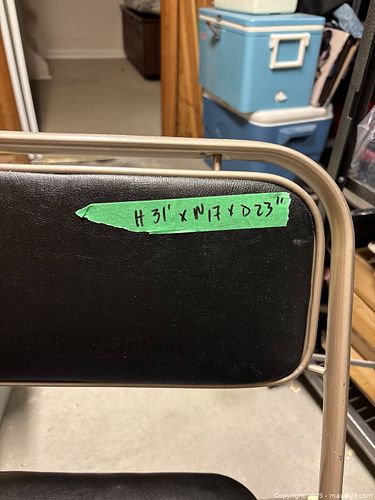 H 31' x W17 x D23"
Copyright 2025 - maxsold.com